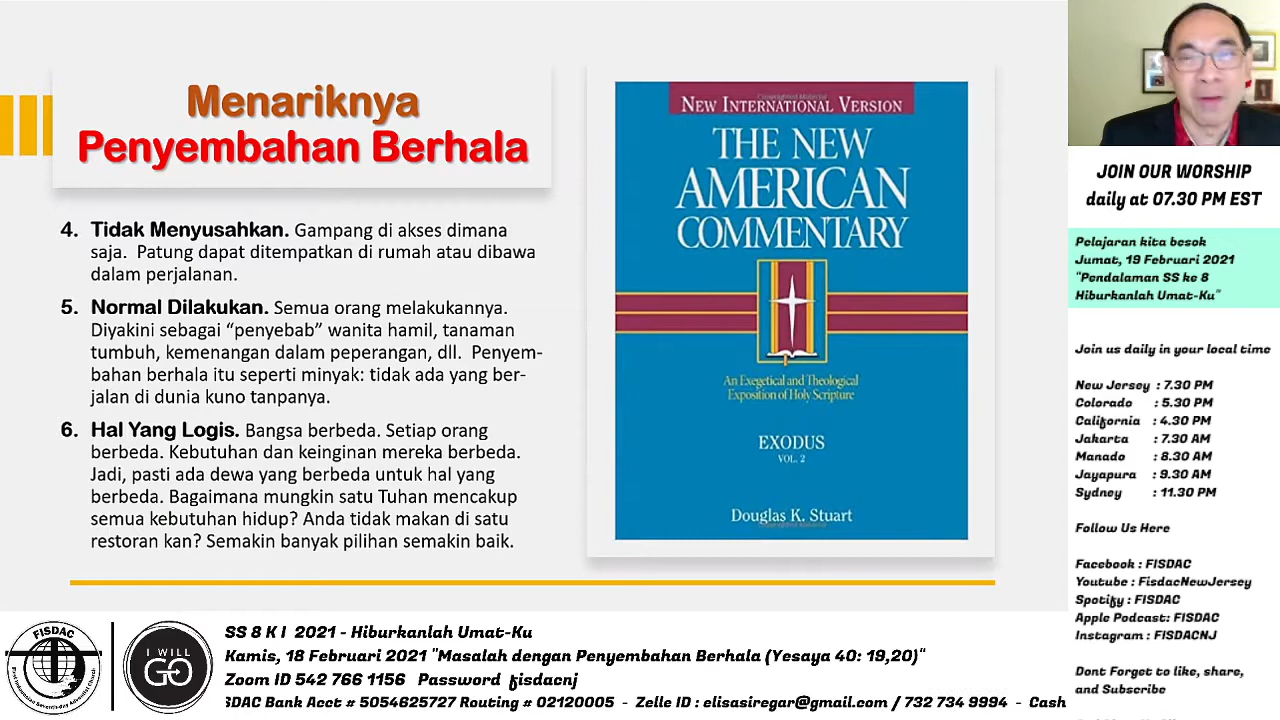 Menariknya
Penyembahan Berhala
4. Tidak Menyusahkan. Gampang di akses dimana
saja. Patung dapat ditempatkan di rumah atau dibawa
dalam perjalanan.
5. Normal Dilakukan. Semua orang melakukannya.
Diyakini sebagai “penyebab” wanita hamil, tanaman
tumbuh, kemenangan dalam peperangan, dll. Penyem-
bahan berhala itu seperti minyak: tidak ada yang ber-
jalan di dunia kuno tanpanya.
6. Hal Yang Logis. Bangsa berbeda. Setiap orang
berbeda. Kebutuhan dan keinginan mereka berbeda.
Jadi, pasti ada dewa yang berbeda untuk hal yang
berbeda. Bagaimana mungkin satu Tuhan mencakup
semua kebutuhan hidup? Anda tidak makan di satu
restoran kan? Semakin banyak pilihan semakin baik.
NEW INTERNATIONAL VERSION
THE NEW
AMERICAN
COMMENTARY
An Exegetical and Theological
Exposition of Holy Scripture
EXODUS
VOL. 2
Douglas K. Stuart
JOIN OUR WORSHIP
daily at 07.30 PM EST
Pelajaran kita besok
Jumat, 19 Februari 2021
"Pendalaman SS ke 8
Hiburkanlah Umat-Ku"
Join us daily in your local time
New Jersey : 7.30 PM
Colorado : 5.30 PM
California : 4.30 PM
Jakarta : 7.30 AM
Manado : 8.30 AM
Jayapura : 9.30 AM
Sydney : 11.30 PM
Follow Us Here
Facebook : FISDAC
Youtube : FisdacNewJersey
Spotify : FISDAC
Apple Podcast: FISDAC
Instagram : FISDACNJ
Dont Forget to like, share,
and Subscribe
FISDAC
I WILL
GO
SS 8 K I 2021 - Hiburkanlah Umat-Ku
Kamis, 18 Februari 2021 "Masalah dengan Penyembahan Berhala (Yesaya 40: 19,20)“
Zoom ID 542 766 1156 Password fisdacnj
SDAC Bank Acct # 5054625727 Routing # 02120005 - Zelle ID : elisasiregar@gmail.com / 732 734 9994 - Cash